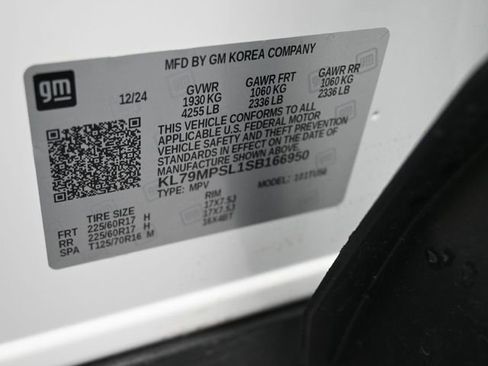 gm
MFD BY GM KOREA COMPANY
12/24
GVWR GAWR FRT GAWR RR
1930 KG 1060 KG 1060 KG
4255 LB 2336 LB 2336 LB
THIS VEHICLE CONFORMS TO ALL
APPLICABLE U.S. FEDERAL MOTOR
VEHICLE SAFETY AND THEFT PREVENTION
STANDARDS IN EFFECT ON THE DATE OF
MANUFACTURE SHOWN ABOVE.
KL79MPSL1SB166950
TYPE: MPV MODEL: 1SITU58
TIRE SIZE RIM
FRT 225/60R17 H 17X7.5J
RR 225/60R17 H 17X7.5J
SPA T125/70R16 M 16X4BT